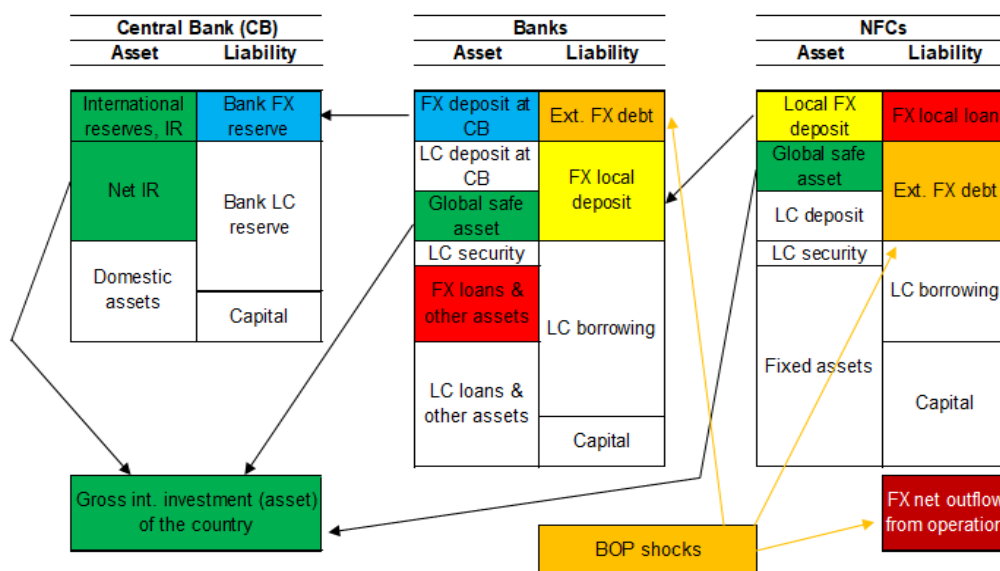 Central Bank (CB)
Asset
Liability
International
reserves, IR
Net IR
Domestic
assets
Bank FX
reserve
Bank LC
reserve
Capital
Banks
Asset
Liability
FX deposit at
CB
LC deposit at
CB
Global safe
asset
LC security
FX loans &
other assets
LC loans &
other assets
Ext. FX debt
FX local
deposit
LC borrowing
Capital
NFCs
Asset
Liability
Local FX
deposit
Global safe
asset
LC deposit
LC security
Fixed assets
FX local loan
Ext. FX debt
LC borrowing
Capital
Gross int. investment (asset)
of the country
BOP shocks
FX net outflow
from operation